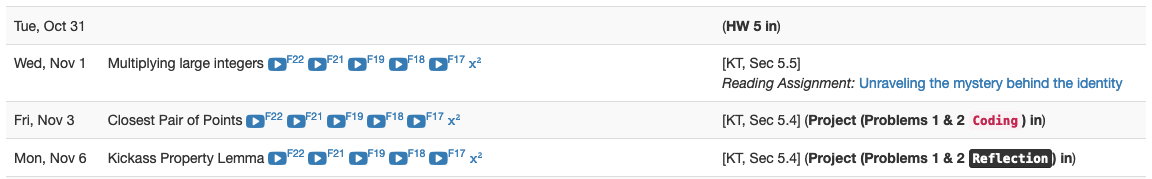 Tue, Oct 31 (HW 5 in)
Wed, Nov 1 Multiplying large integers F22 F21 F19 F18 F17 x² [KT, Sec 5.5]
Reading Assignment: Unraveling the mystery behind the identity
Fri, Nov 3 Closest Pair of Points F22 F21 F19 F18 F17 x² [KT, Sec 5.4] (Project (Problems 1 & 2 Coding ) in)
Mon, Nov 6 Kickass Property Lemma F22 F21 F19 F18 F17 x² [KT, Sec 5.4] (Project (Problems 1 & 2 Reflection) in)